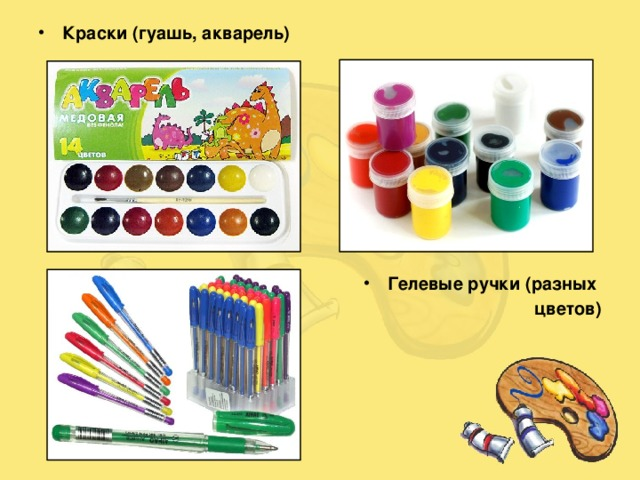 • Краски (гуашь, акварель)
АКВАРЕЛЬ
МЕДОВАЯ
14
ЦВЕТОВ
• Гелевые ручки (разных
цветов)